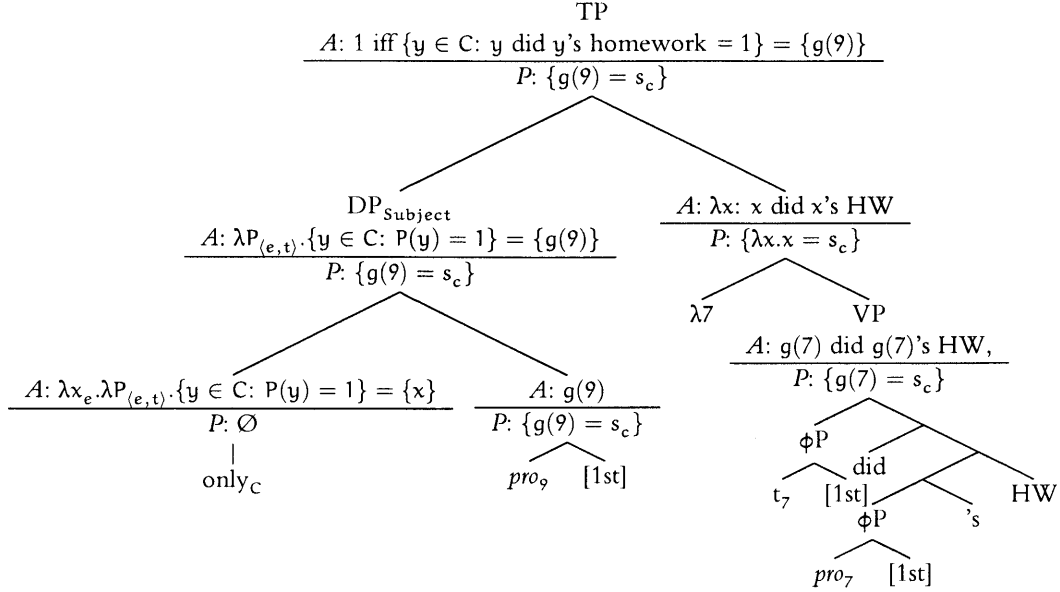 TP
A: 1 iff {y ∈ C: y did y's homework = 1} = {g(9)}
P: {g(9) = s_c}
DP_Subject
A: λP⟨e,t⟩.{y ∈ C: P(y) = 1} = {g(9)}
P: {g(9) = s_c}
A: λx: x did x's HW
P: {λx.x = s_c}
λ7 VP
A: g(7) did g(7)'s HW,
P: {g(7) = s_c}
A: λx_e.λP⟨e,t⟩.{y ∈ C: P(y) = 1} = {x}
P: ∅
only_C
A: g(9)
P: {g(9) = s_c}
pro_9 [1st]
ϕP
did
t_7 [1st]
HW
ϕP 's
pro_7 [1st]